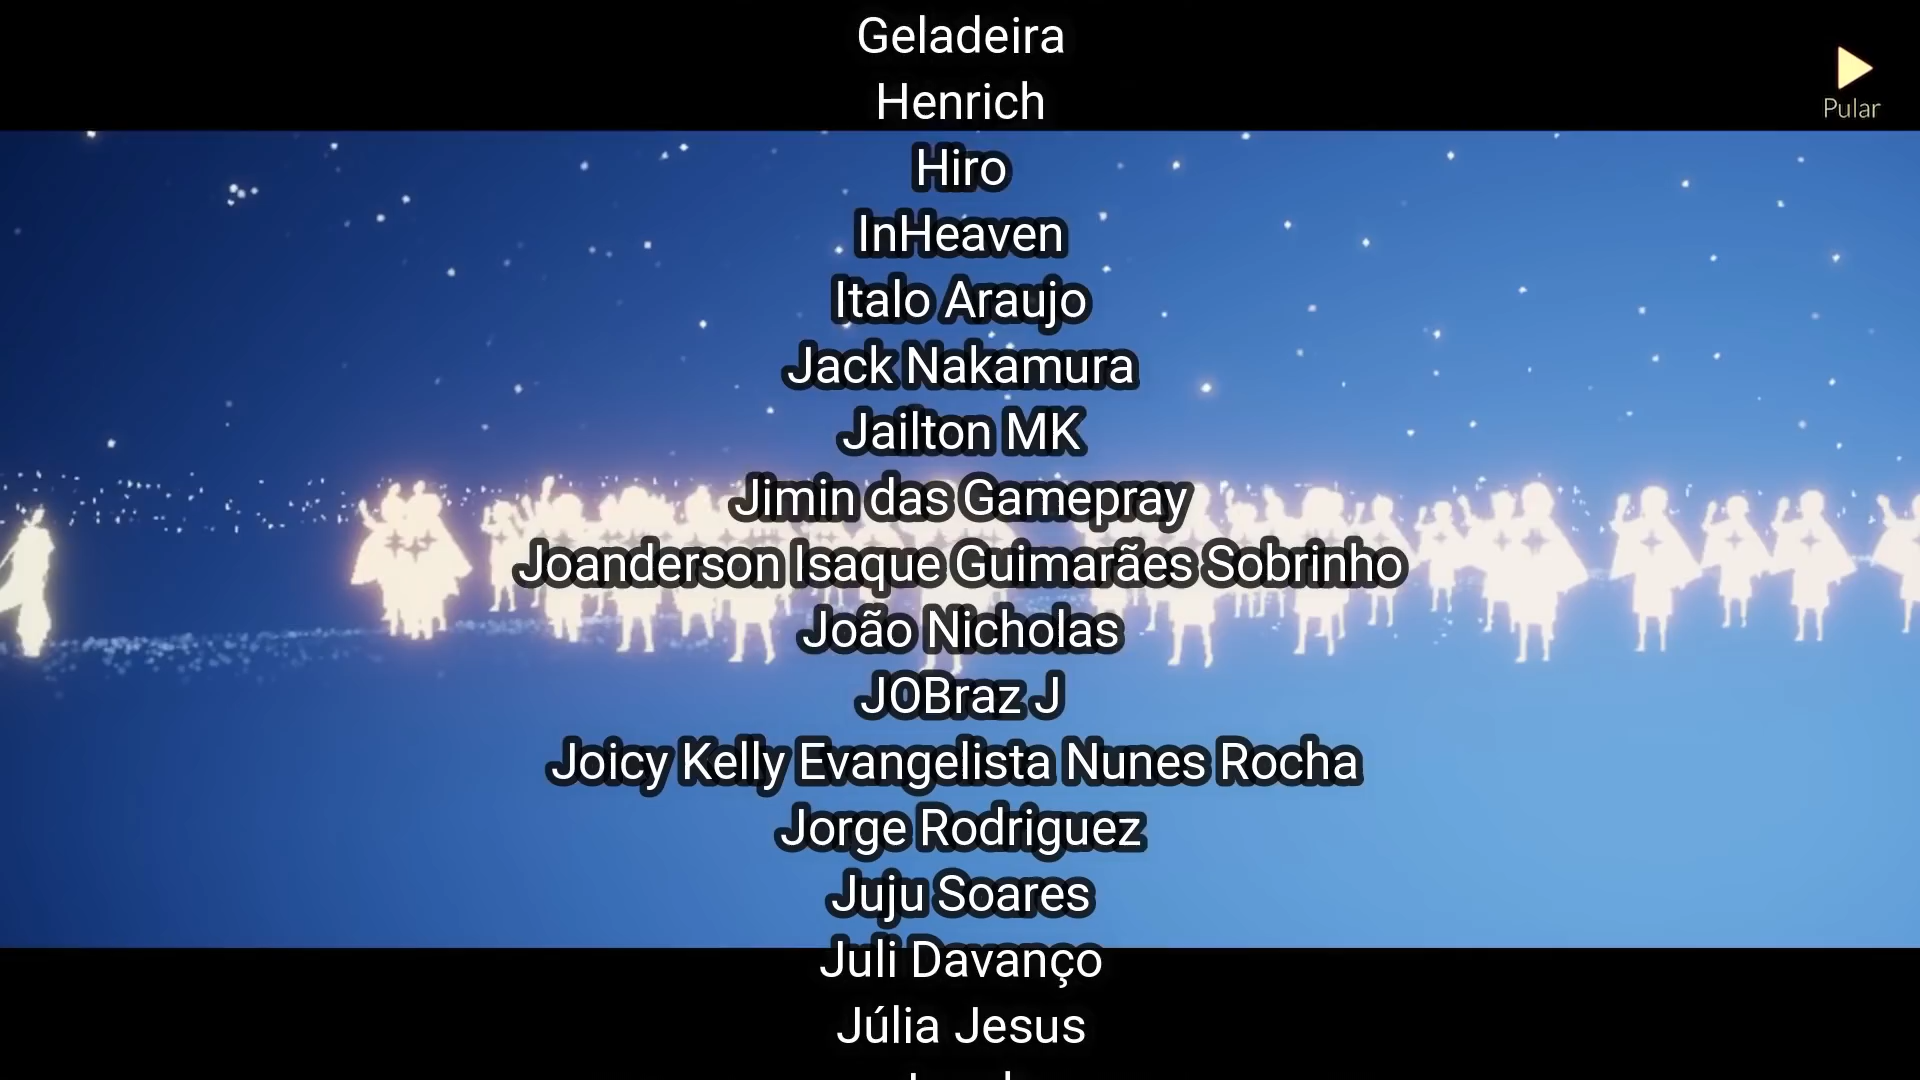 Geladeira
Pular
Henrich
Hiro
InHeaven
Italo Araujo
Jack Nakamura
Jailton MK
Jimin das Gamepray
Joanderson Isaque Guimarães Sobrinho
João Nicholas
JOBraz J
Joicy Kelly Evangelista Nunes Rocha
Jorge Rodriguez
Juju Soares
Juli Davanço
Júlia Jesus